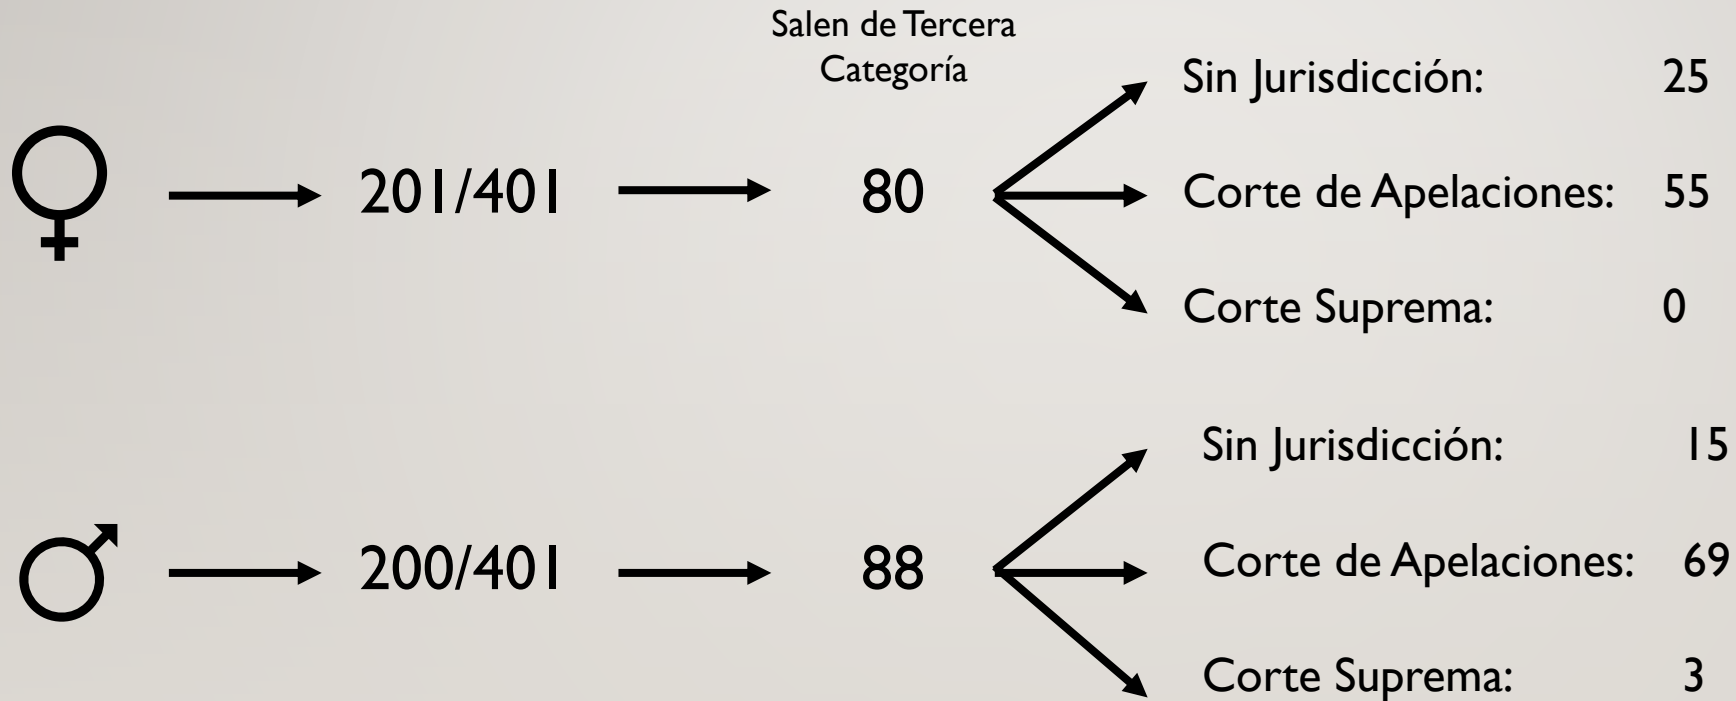 Salen de Tercera
Categoría
Sin Jurisdicción: 25
201/401 80 Corte de Apelaciones: 55
Corte Suprema: 0
Sin Jurisdicción: 15
200/401 88 Corte de Apelaciones: 69
Corte Suprema: 3